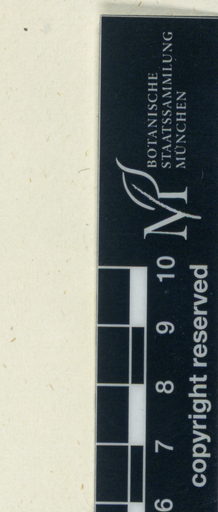 BOTANISCHE
STAATSSAMMLUNG
MÜNCHEN
10
9
8
7
6
copyright reserved